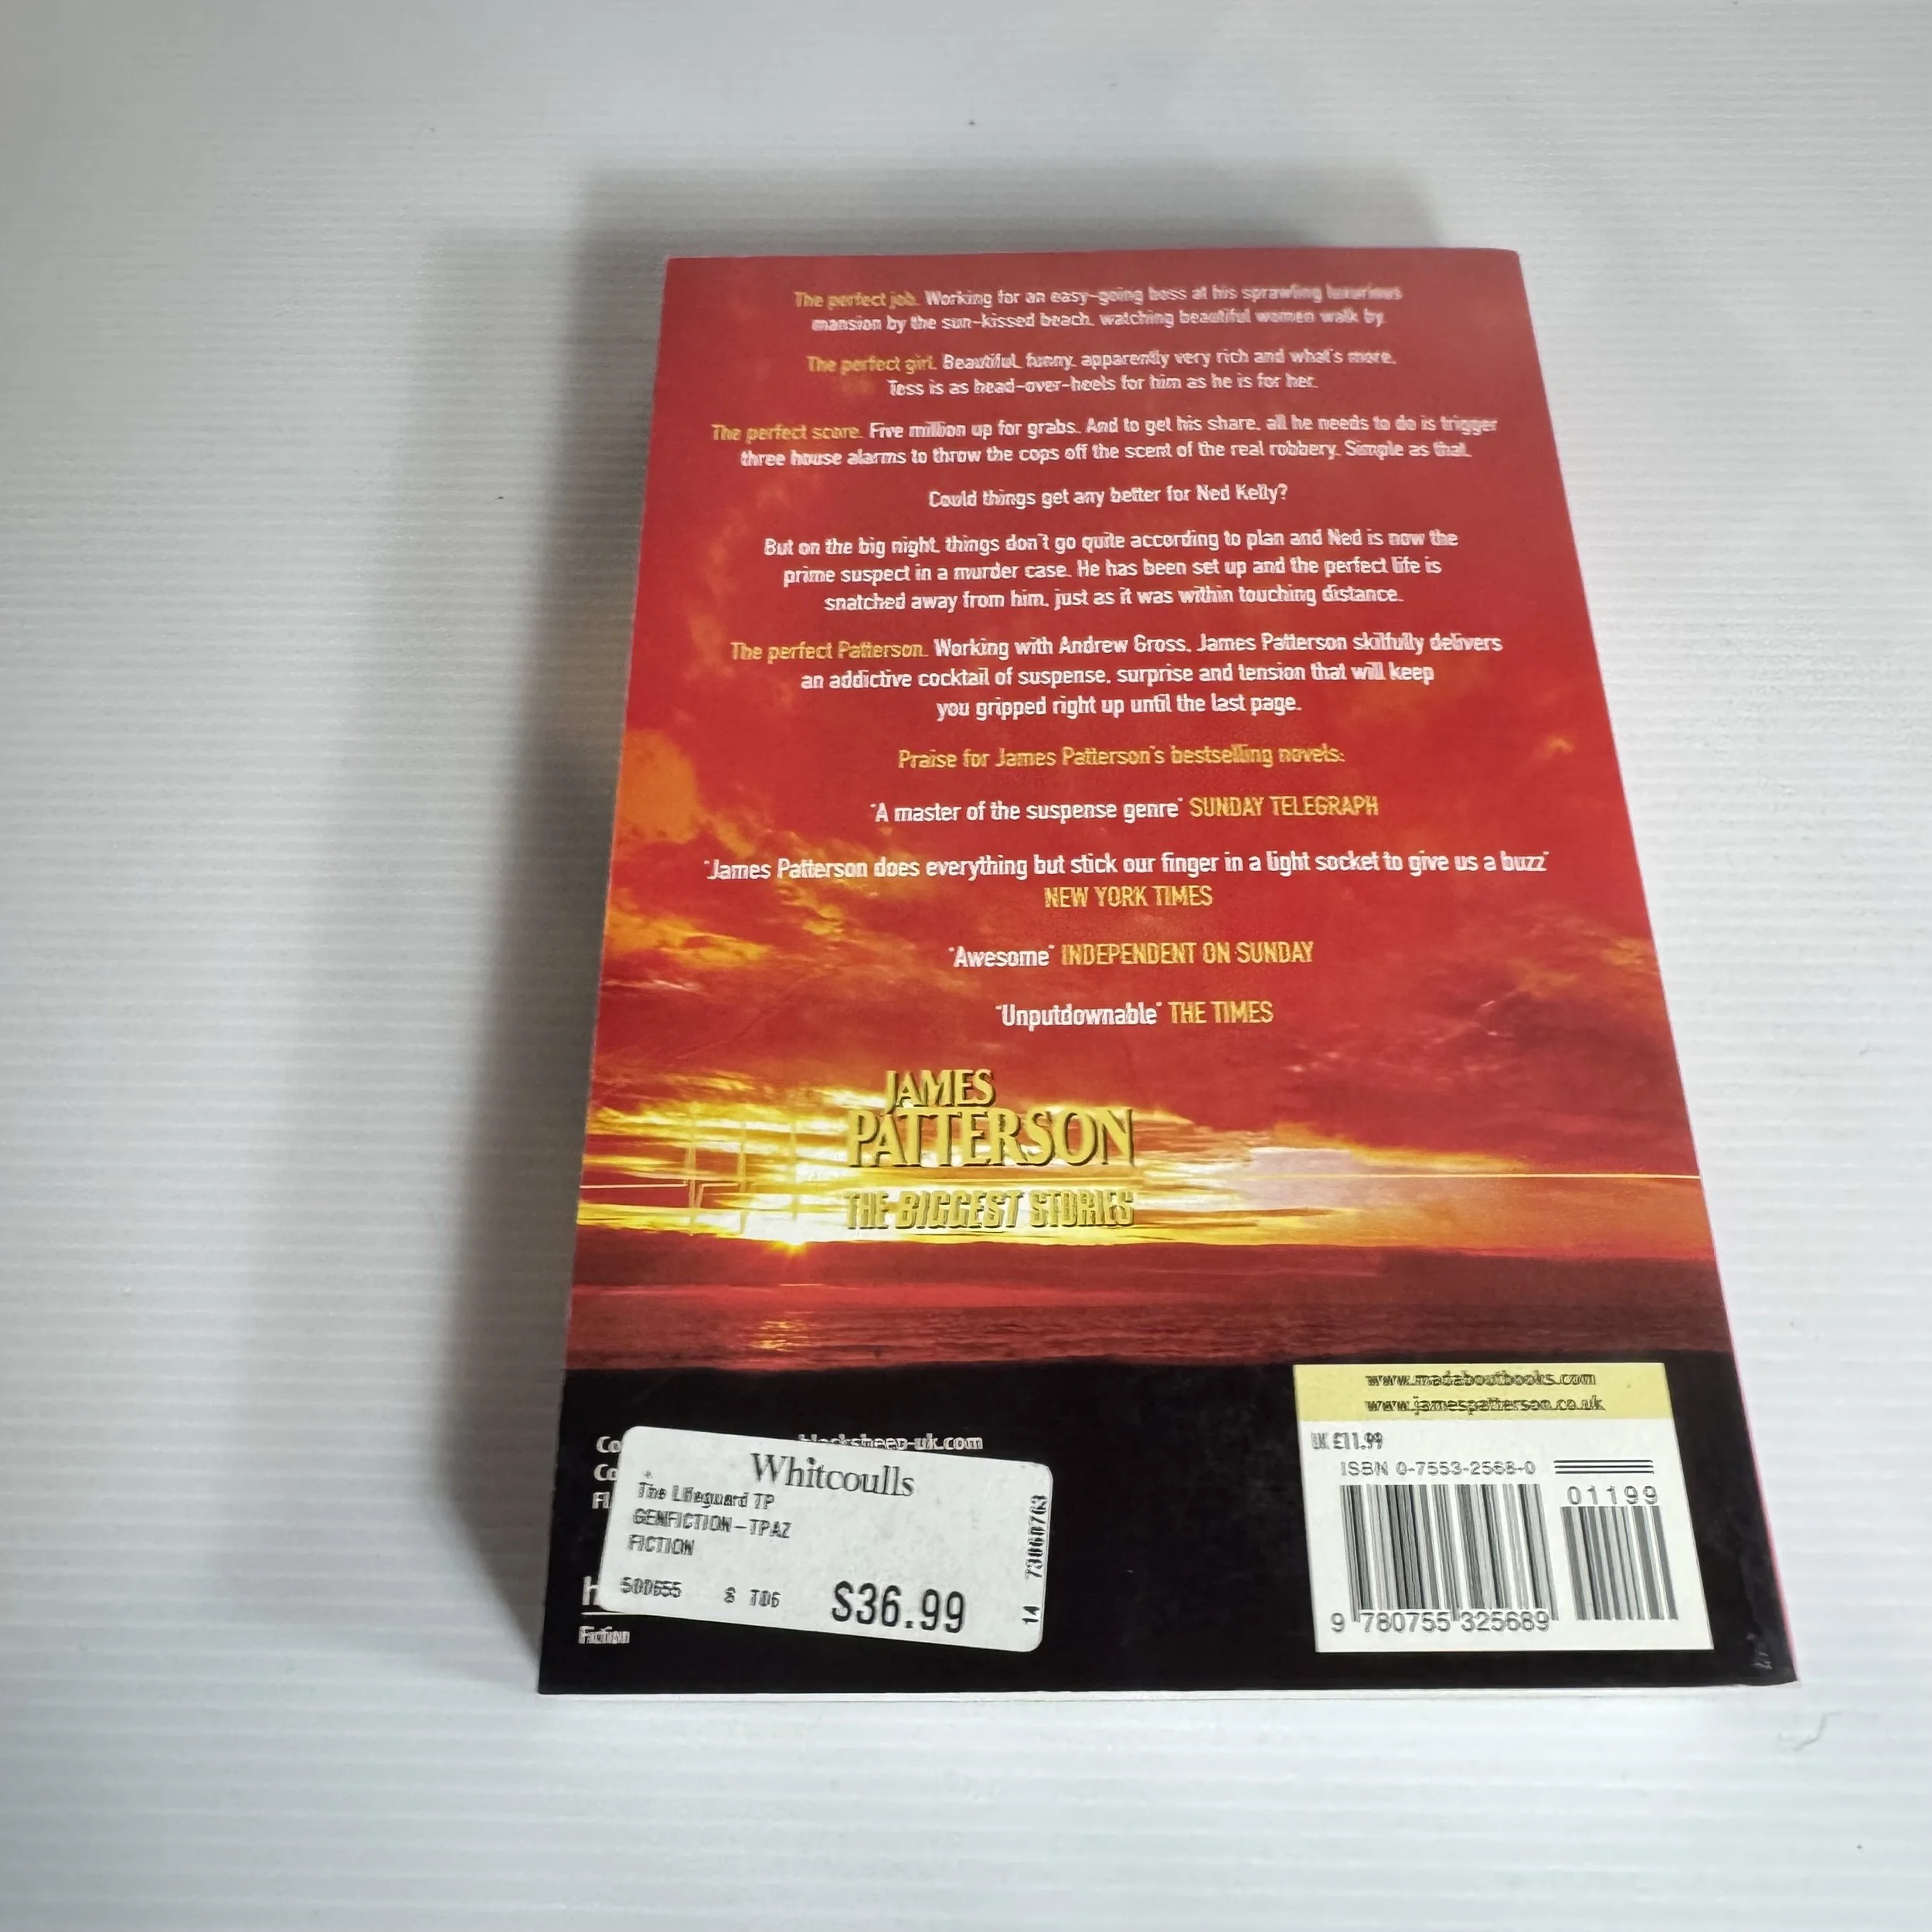 The perfect job. Working for an easy-going boss at his sprawling luxurious
mansion by the sun-kissed beach, watching beautiful women walk by.
The perfect girl. Beautiful, funny, apparently very rich and what's more,
Tess is as head-over-heels for him as he is for her.
The perfect score. Five million up for grabs. And to get his share, all he needs to do is trigger
three house alarms to throw the cops off the scent of the real robbery. Simple as that.
Could things get any better for Ned Kelly?
But on the big night, things don't go quite according to plan and Ned is now the
prime suspect in a murder case. He has been set up and the perfect life is
snatched away from him, just as it was within touching distance.
The perfect Patterson. Working with Andrew Gross, James Patterson skilfully delivers
an addictive cocktail of suspense, surprise and tension that will keep
you gripped right up until the last page.
Praise for James Patterson's bestselling novels:
'A master of the suspense genre' SUNDAY TELEGRAPH
'James Patterson does everything but stick our finger in a light socket to give us a buzz'
NEW YORK TIMES
'Awesome' INDEPENDENT ON SUNDAY
'Unputdownable' THE TIMES
JAMES
PATTERSON
THE BIGGEST STORIES
www.madaboutbooks.com
www.jamespatterson.co.uk
UK £11.99
ISBN 0-7553-2568-0
01199
9 780755 325689
blacksheep-uk.com
Whitcoulls
The Lifeguard TP
GENFICTION-TPAZ
FICTION
500655 S T06 $36.99
14 73060763
Fiction